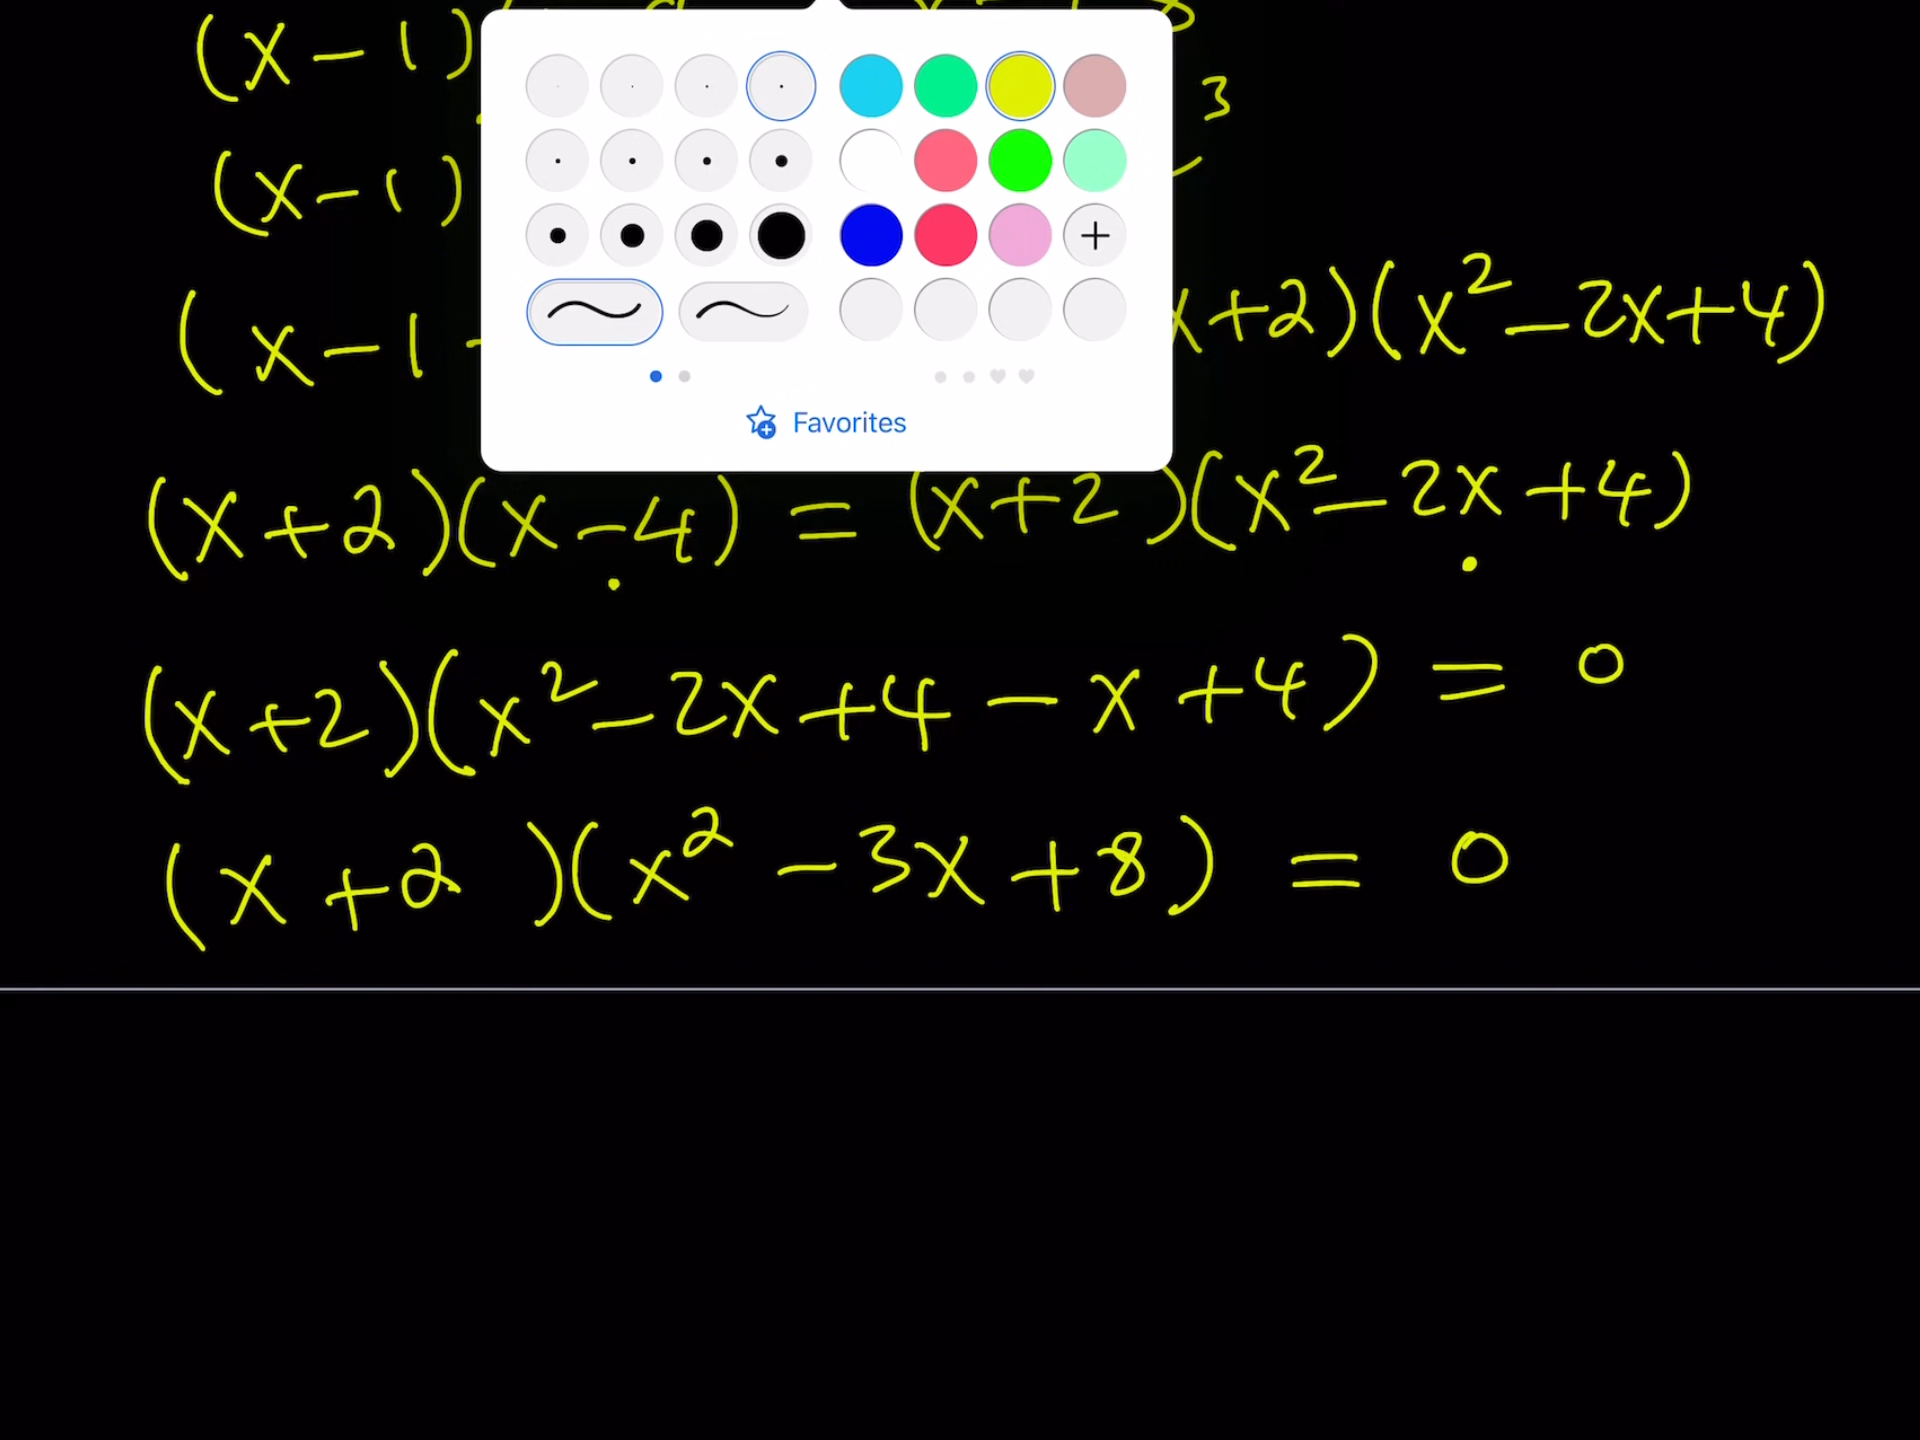 (x-1)
3
(x-1)
(x-1 - x+2)(x²-2x+4)
Favorites
(x+2)(x-4) = (x+2)(x²-2x+4)
(x+2)(x²-2x+4-x+4) = 0
(x+2)(x²-3x+8) = 0